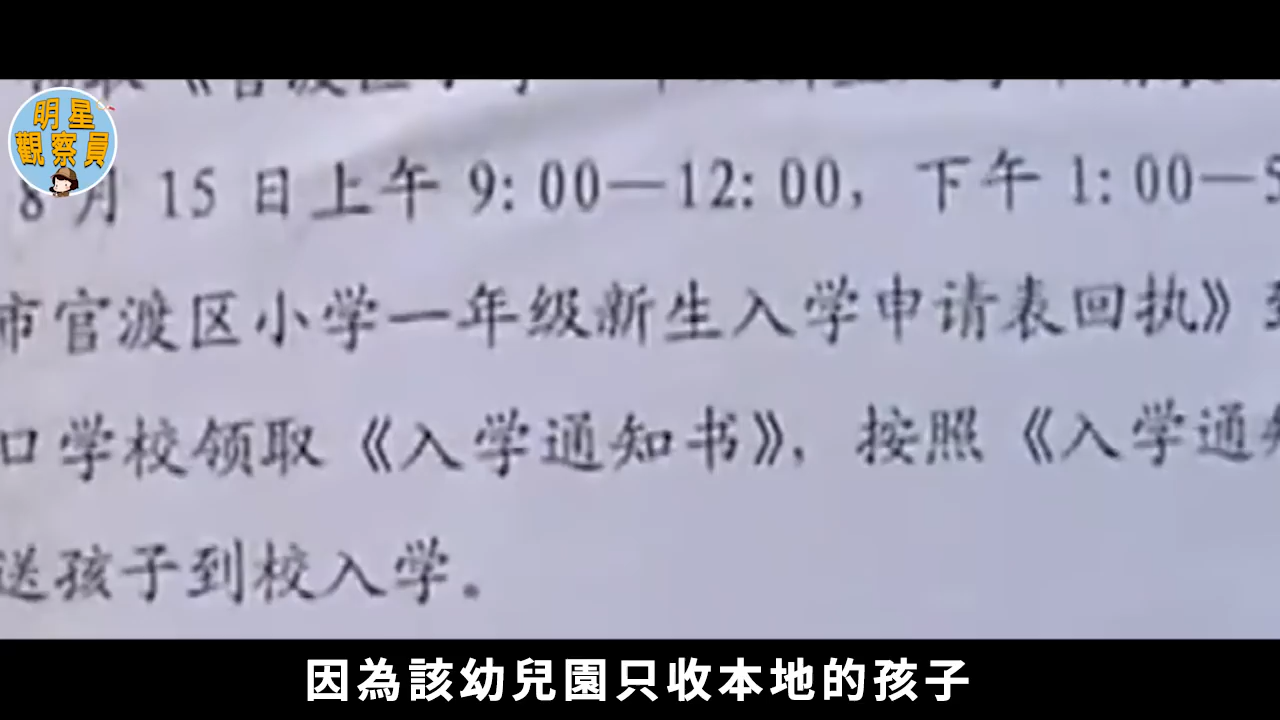 明星
觀察員
8月15日上午9:00—12:00,下午1:00—5
市官渡区小学一年级新生入学申请表回执》至
口学校领取《入学通知书》,按照《入学通知
送孩子到校入学。
因為該幼兒園只收本地的孩子